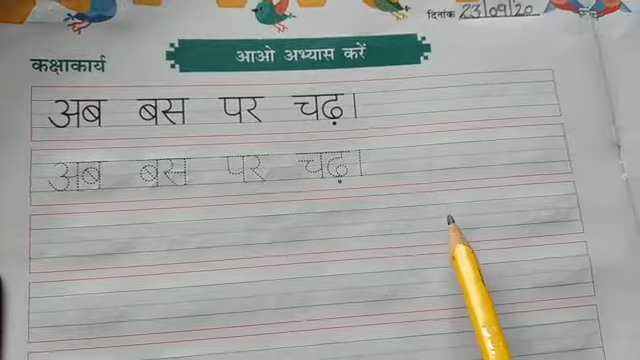 दिनांक 23/09/20
आओ अभ्यास करें
कक्षाकार्य
अब बस पर चढ़।
अब बस पर चढ़।